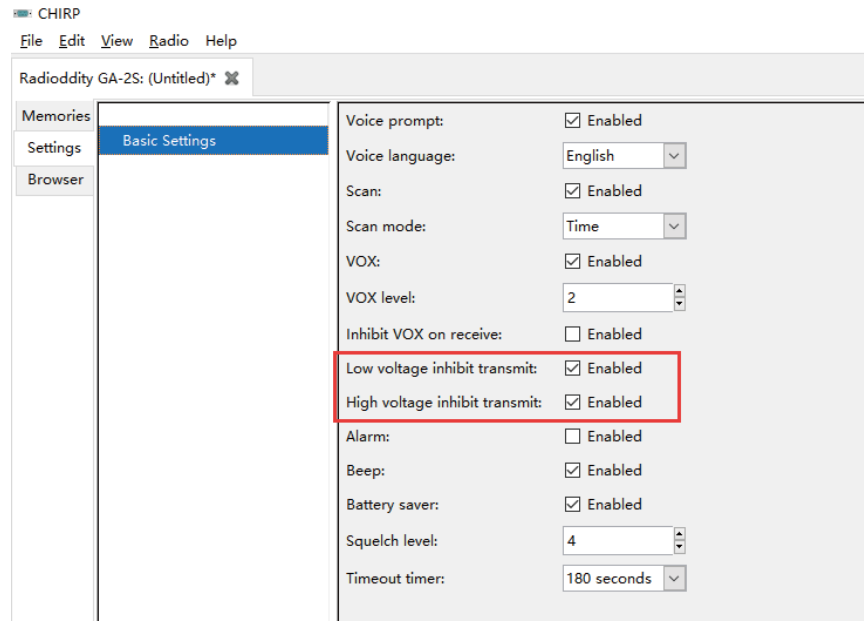 CHIRP
File Edit View Radio Help
Radioddity GA-2S: (Untitled)*
Memories
Settings
Browser
Basic Settings
Voice prompt: Enabled
Voice language: English
Scan: Enabled
Scan mode: Time
VOX: Enabled
VOX level: 2
Inhibit VOX on receive: Enabled
Low voltage inhibit transmit: Enabled
High voltage inhibit transmit: Enabled
Alarm: Enabled
Beep: Enabled
Battery saver: Enabled
Squelch level: 4
Timeout timer: 180 seconds